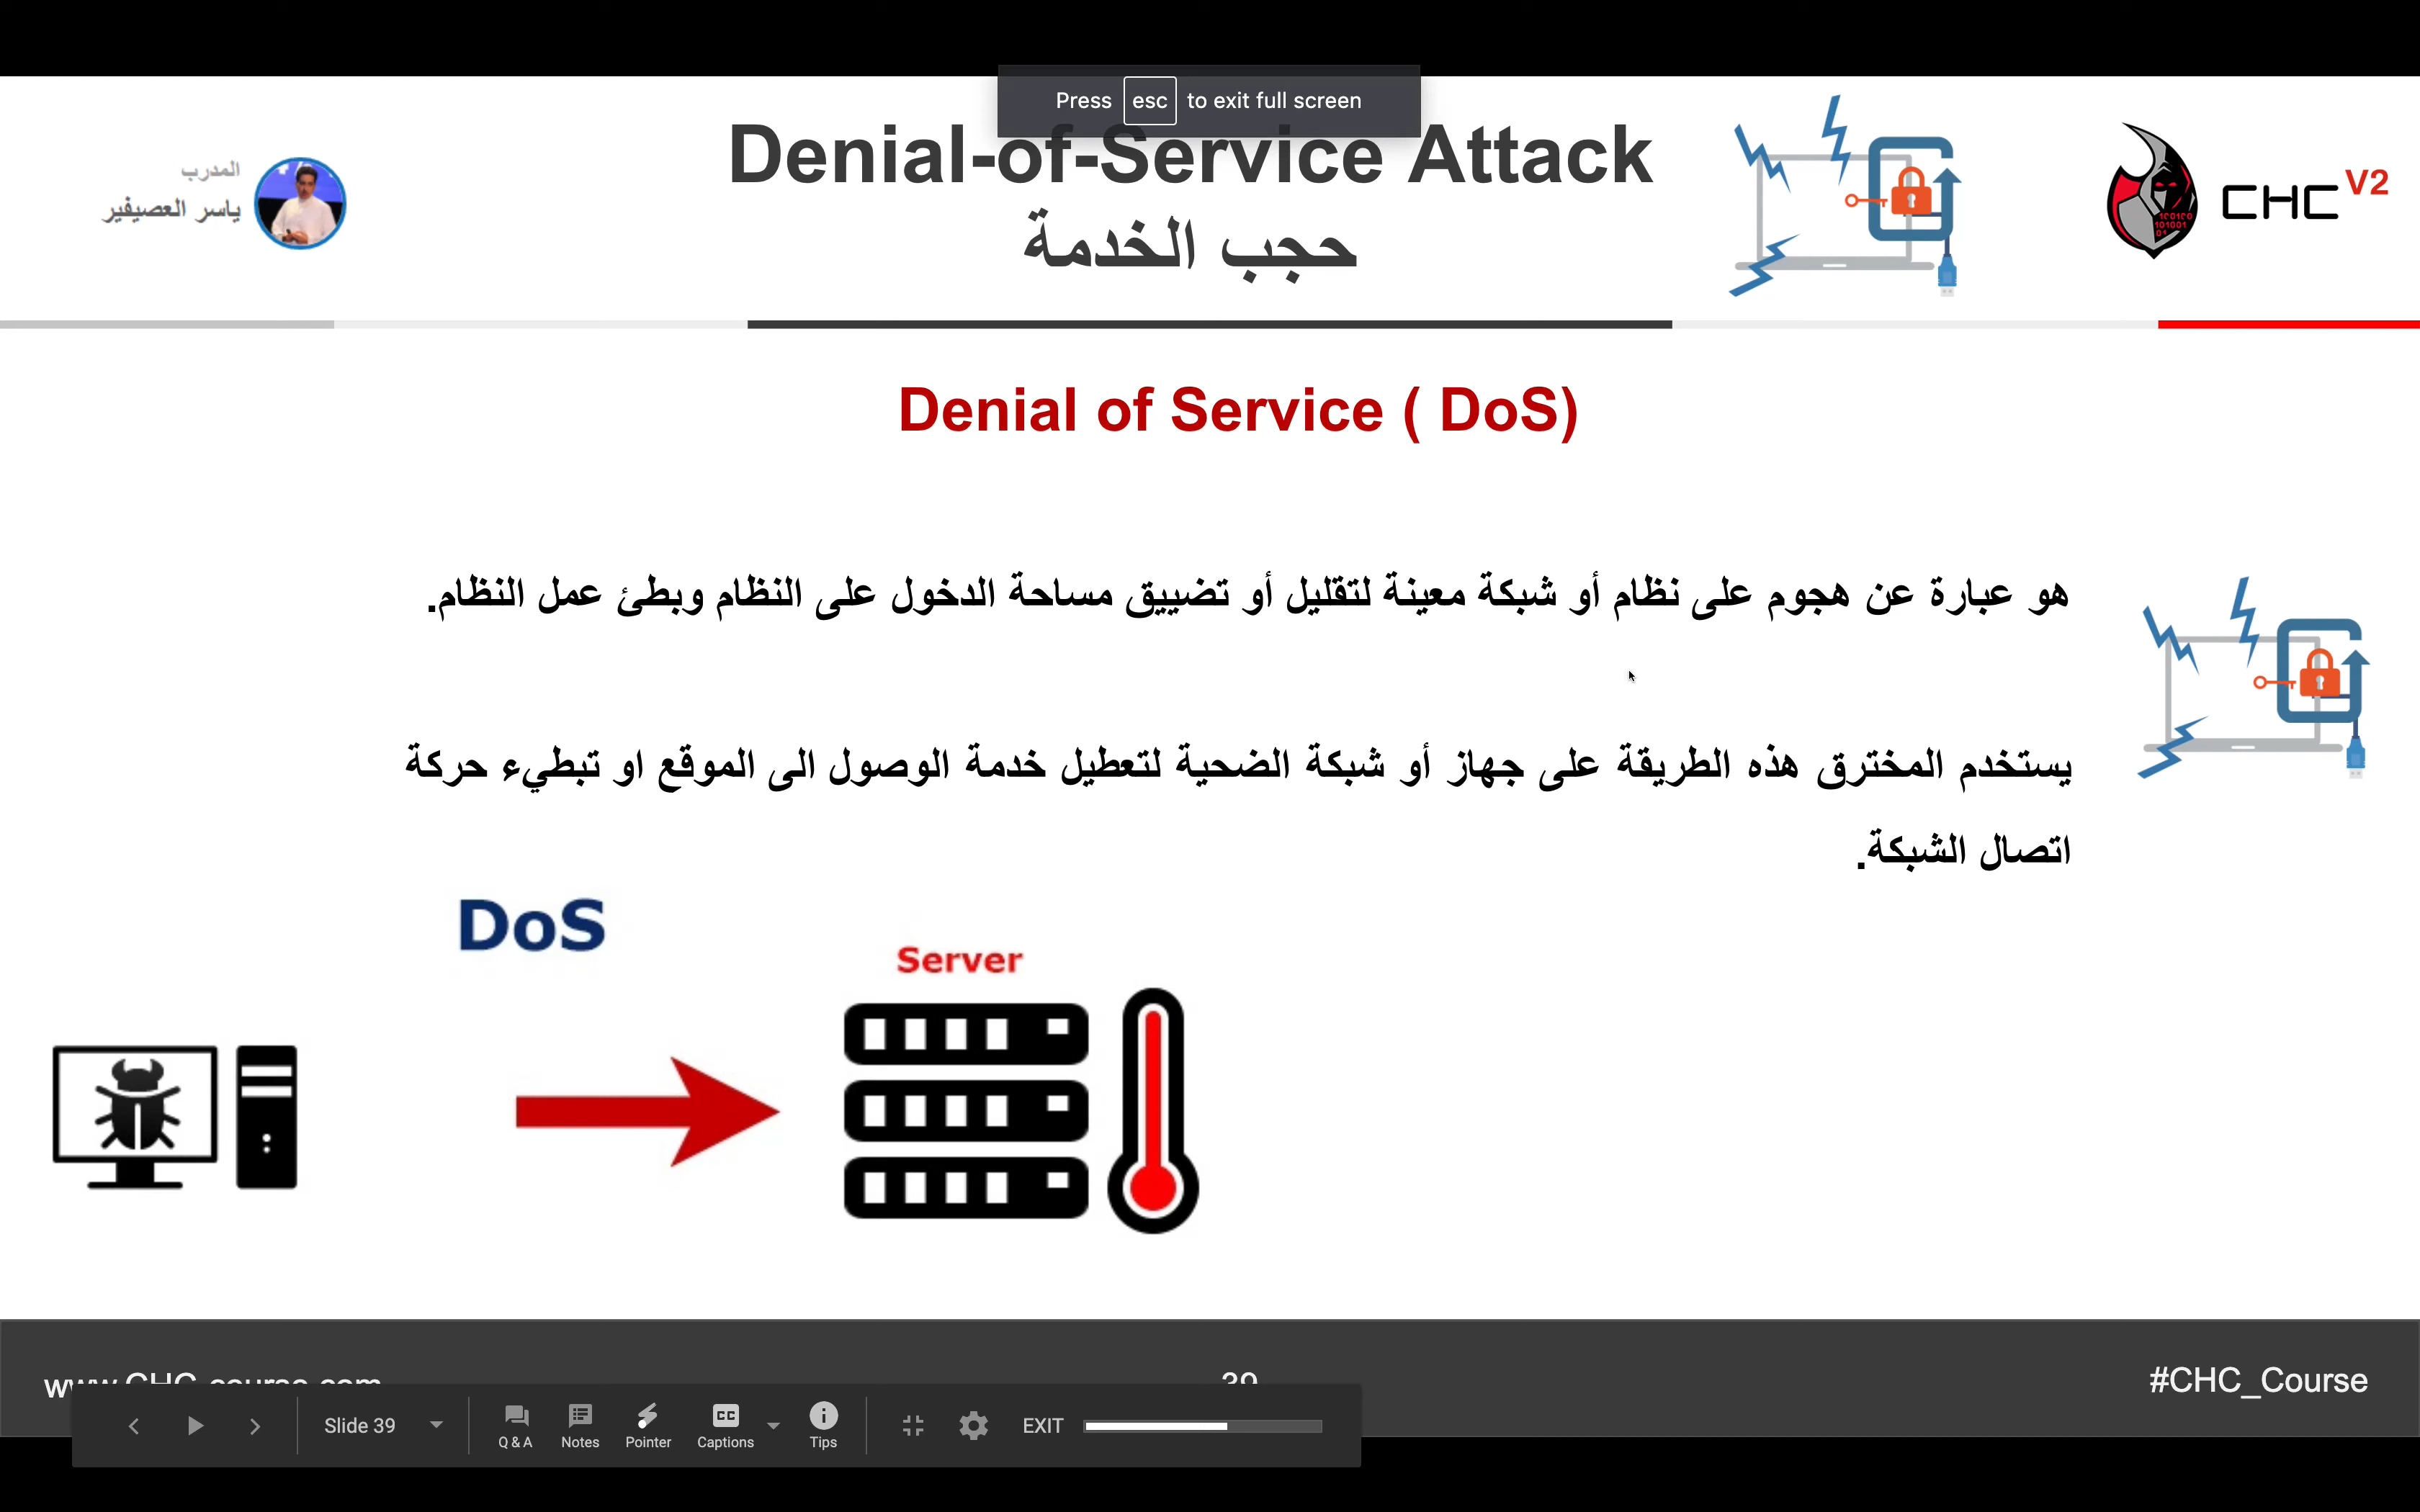 Press esc to exit full screen
Denial-of-Service Attack
حجب الخدمة
المدرب
ياسر العصيفير
CHC V2
Denial of Service ( DoS)
هو عبارة عن هجوم على نظام أو شبكة معينة لتقليل أو تضييق مساحة الدخول على النظام وبطئ عمل النظام.
يستخدم المخترق هذه الطريقة على جهاز أو شبكة الضحية لتعطيل خدمة الوصول الى الموقع او تبطيء حركة
اتصال الشبكة.
DoS
Server
www.CHC-course.com
39
#CHC_Course
Slide 39
Q & A
Notes
Pointer
CC
Captions
Tips
EXIT